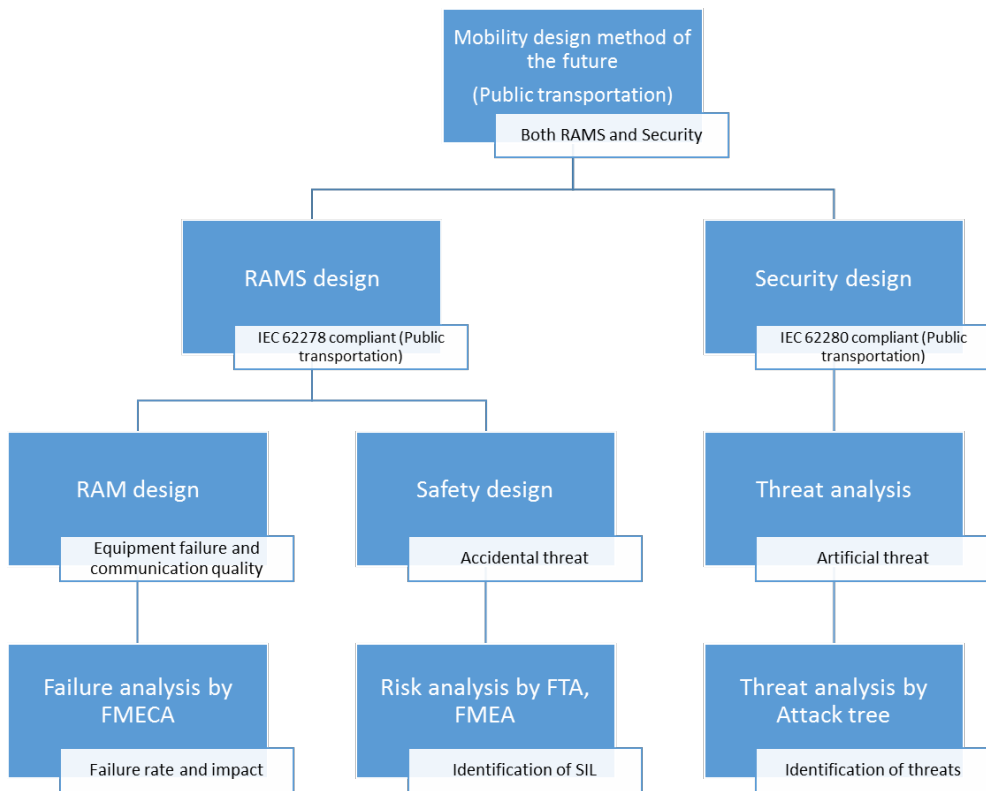 Mobility design method of
the future
(Public transportation)
Both RAMS and Security
RAMS design
IEC 62278 compliant (Public
transportation)
Security design
IEC 62280 compliant (Public
transportation)
RAM design
Equipment failure and
communication quality
Safety design
Accidental threat
Threat analysis
Artificial threat
Failure analysis by
FMECA
Failure rate and impact
Risk analysis by FTA,
FMEA
Identification of SIL
Threat analysis by
Attack tree
Identification of threats